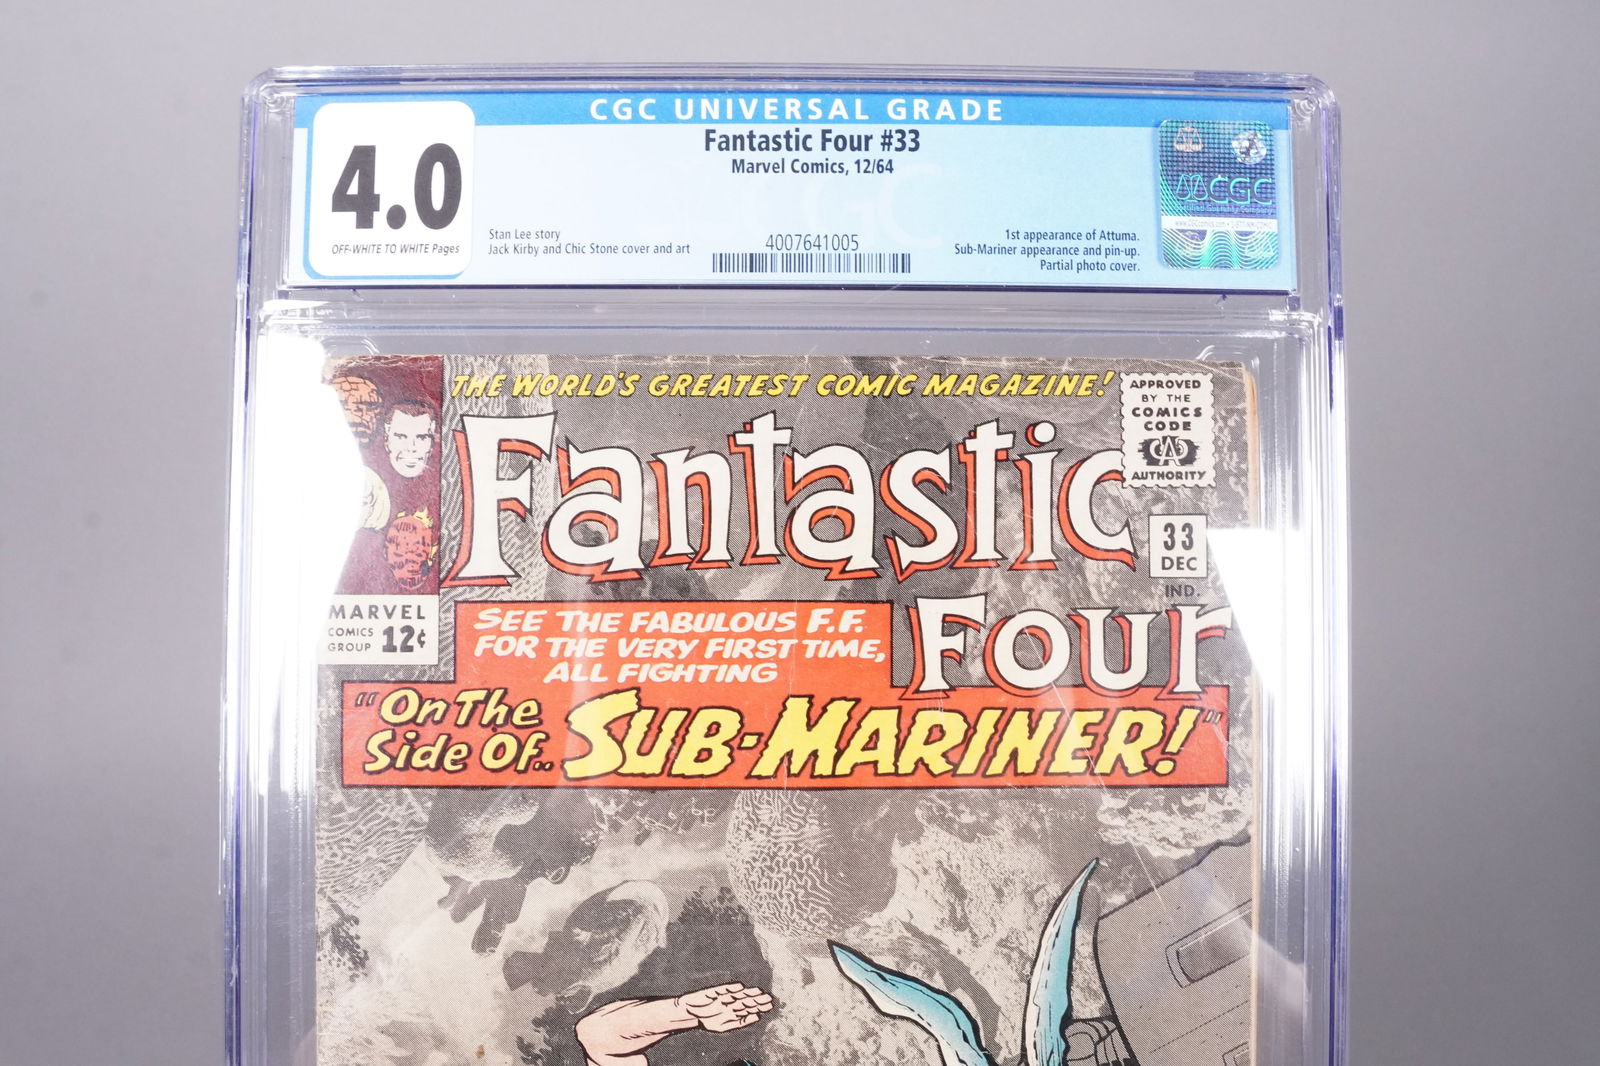 CGC UNIVERSAL GRADE
4.0
OFF-WHITE TO WHITE Pages
Fantastic Four #33
Marvel Comics, 12/64
Stan Lee story
Jack Kirby and Chic Stone cover and art
4007641005
1st appearance of Attuma.
Sub-Mariner appearance and pin-up.
Partial photo cover.
CGC
THE WORLD'S GREATEST COMIC MAGAZINE!
APPROVED
BY THE
COMICS
CODE
CA
AUTHORITY
Fantastic
Four
33
DEC
IND.
MARVEL
COMICS
GROUP
12¢
SEE THE FABULOUS F.F.
FOR THE VERY FIRST TIME,
ALL FIGHTING
"On The
Side Of..
SUB-MARINER!"